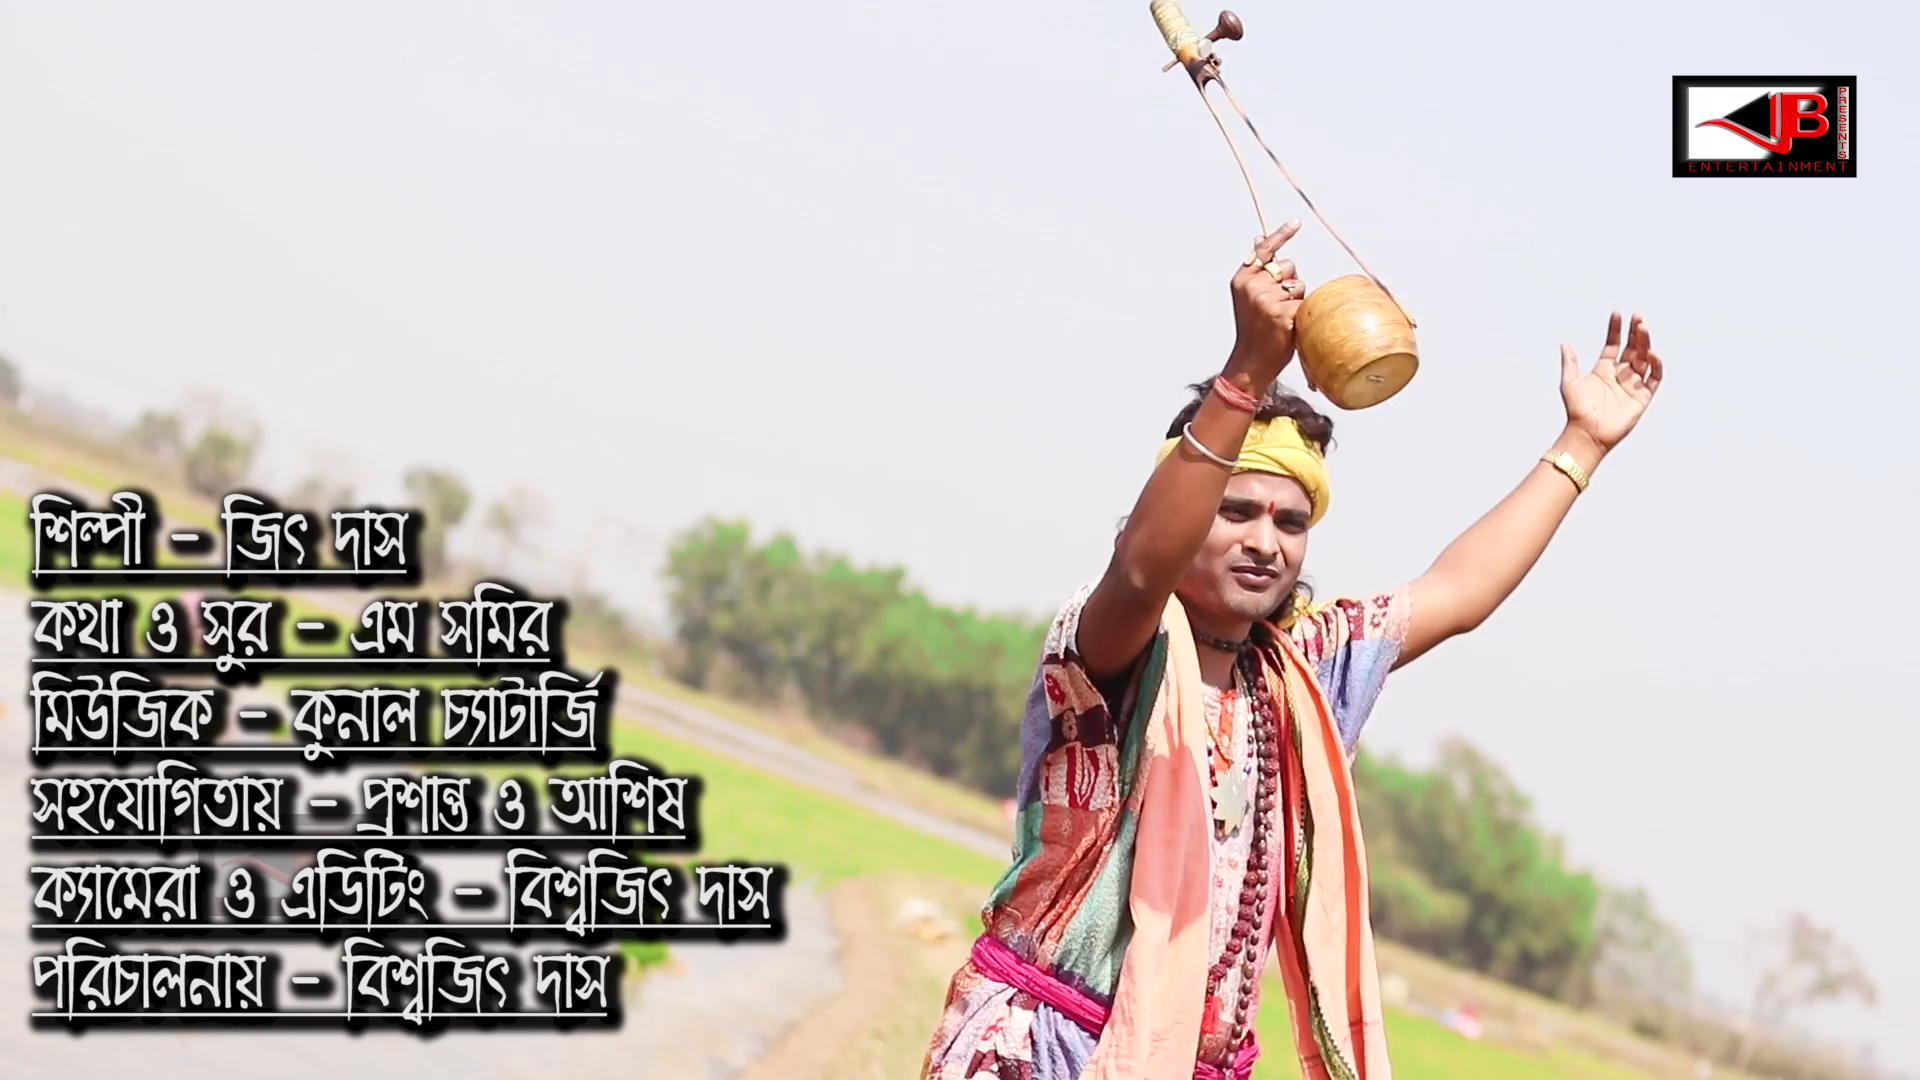 শিল্পী - জিৎ দাস
কথা ও সুর - এম সমির
মিউজিক - কুনাল চ্যাটার্জি
সহযোগিতায় - প্রশান্ত ও আশিষ
ক্যামেরা ও এডিটিং - বিশ্বজিৎ দাস
পরিচালনায় - বিশ্বজিৎ দাস
JB
PRESENTS
ENTERTAINMENT